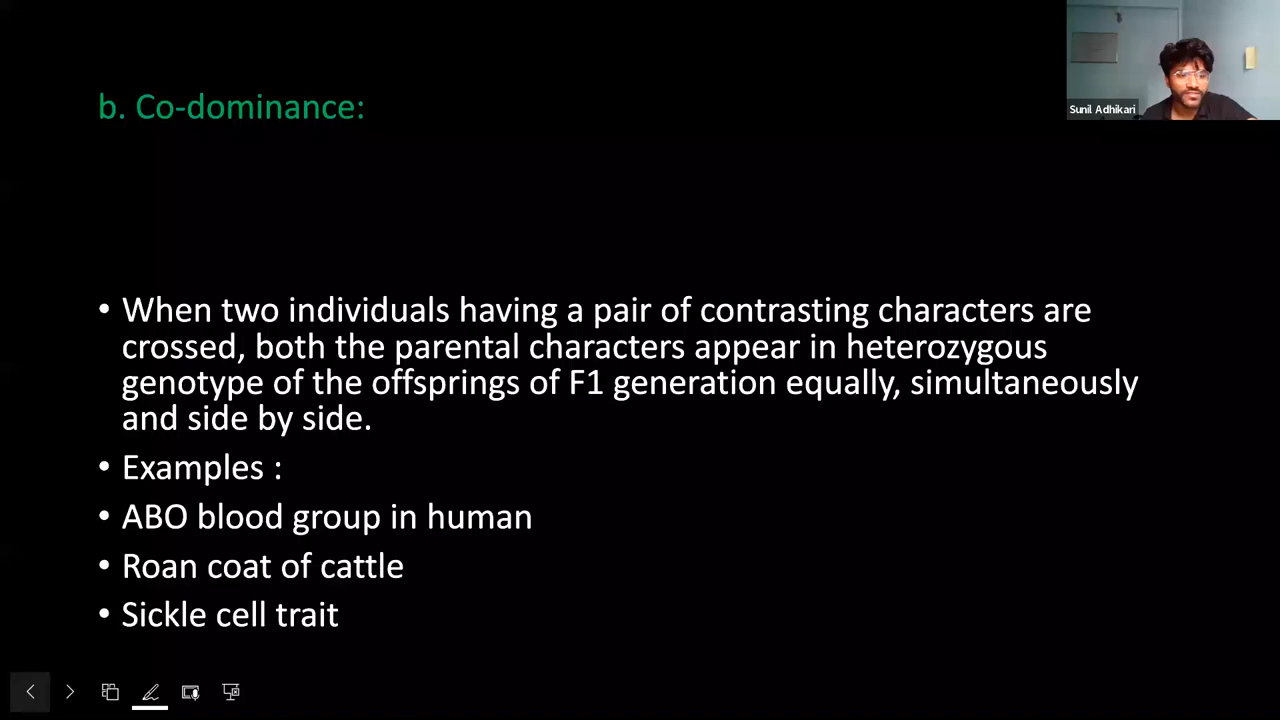 b. Co-dominance:
Sunil Adhikari
• When two individuals having a pair of contrasting characters are
crossed, both the parental characters appear in heterozygous
genotype of the offsprings of F1 generation equally, simultaneously
and side by side.
• Examples :
• ABO blood group in human
• Roan coat of cattle
• Sickle cell trait